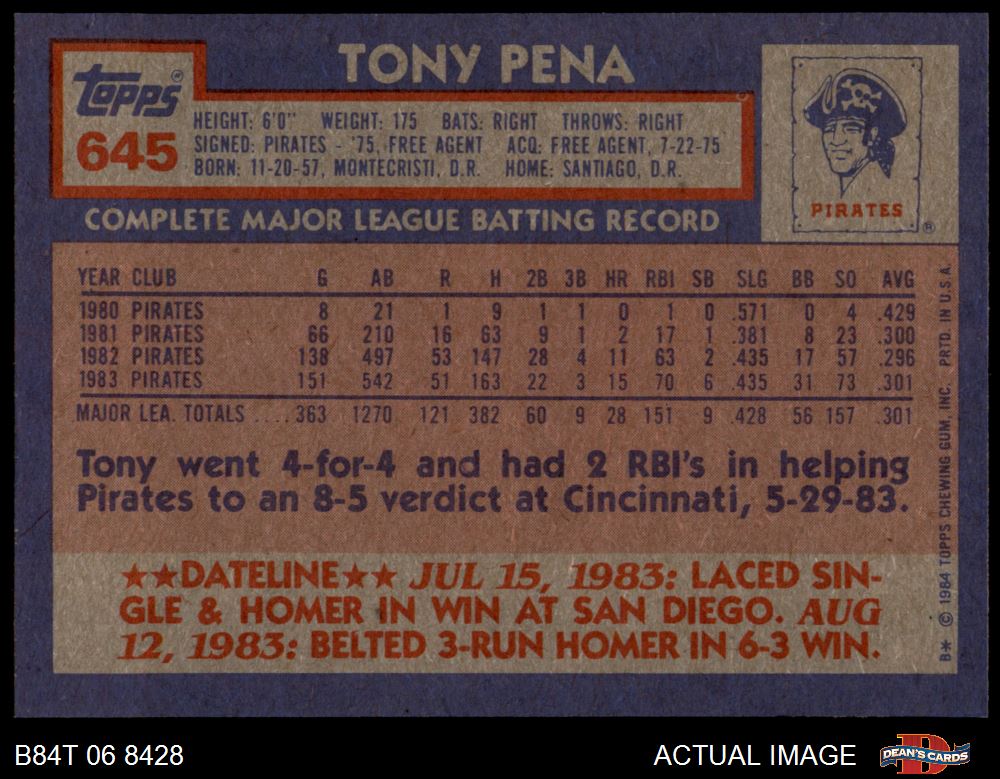 TONY PENA
Topps®
645
HEIGHT: 6'0" WEIGHT: 175 BATS: RIGHT THROWS: RIGHT
SIGNED: PIRATES - '75, FREE AGENT ACQ: FREE AGENT, 7-22-75
BORN: 11-20-57, MONTECRISTI, D.R. HOME: SANTIAGO, D.R.
PIRATES ®
COMPLETE MAJOR LEAGUE BATTING RECORD
YEAR CLUB G AB R H 2B 3B HR RBI SB SLG BB SO AVG
1980 PIRATES 8 21 1 9 1 1 0 1 0 .571 0 4 .429
1981 PIRATES 66 210 16 63 9 1 2 17 1 .381 8 23 .300
1982 PIRATES 138 497 53 147 28 4 11 63 2 .435 17 57 .296
1983 PIRATES 151 542 51 163 22 3 15 70 6 .435 31 73 .301
MAJOR LEA. TOTALS .... 363 1270 121 382 60 9 28 151 9 .428 56 157 .301
Tony went 4-for-4 and had 2 RBI's in helping
Pirates to an 8-5 verdict at Cincinnati, 5-29-83.
★★DATELINE★★ JUL 15, 1983: LACED SIN-
GLE & HOMER IN WIN AT SAN DIEGO. AUG
12, 1983: BELTED 3-RUN HOMER IN 6-3 WIN.
B* © 1984 TOPPS CHEWING GUM, INC. PRTD. IN U.S.A.
B84T 06 8428
ACTUAL IMAGE
DEAN'S CARDS